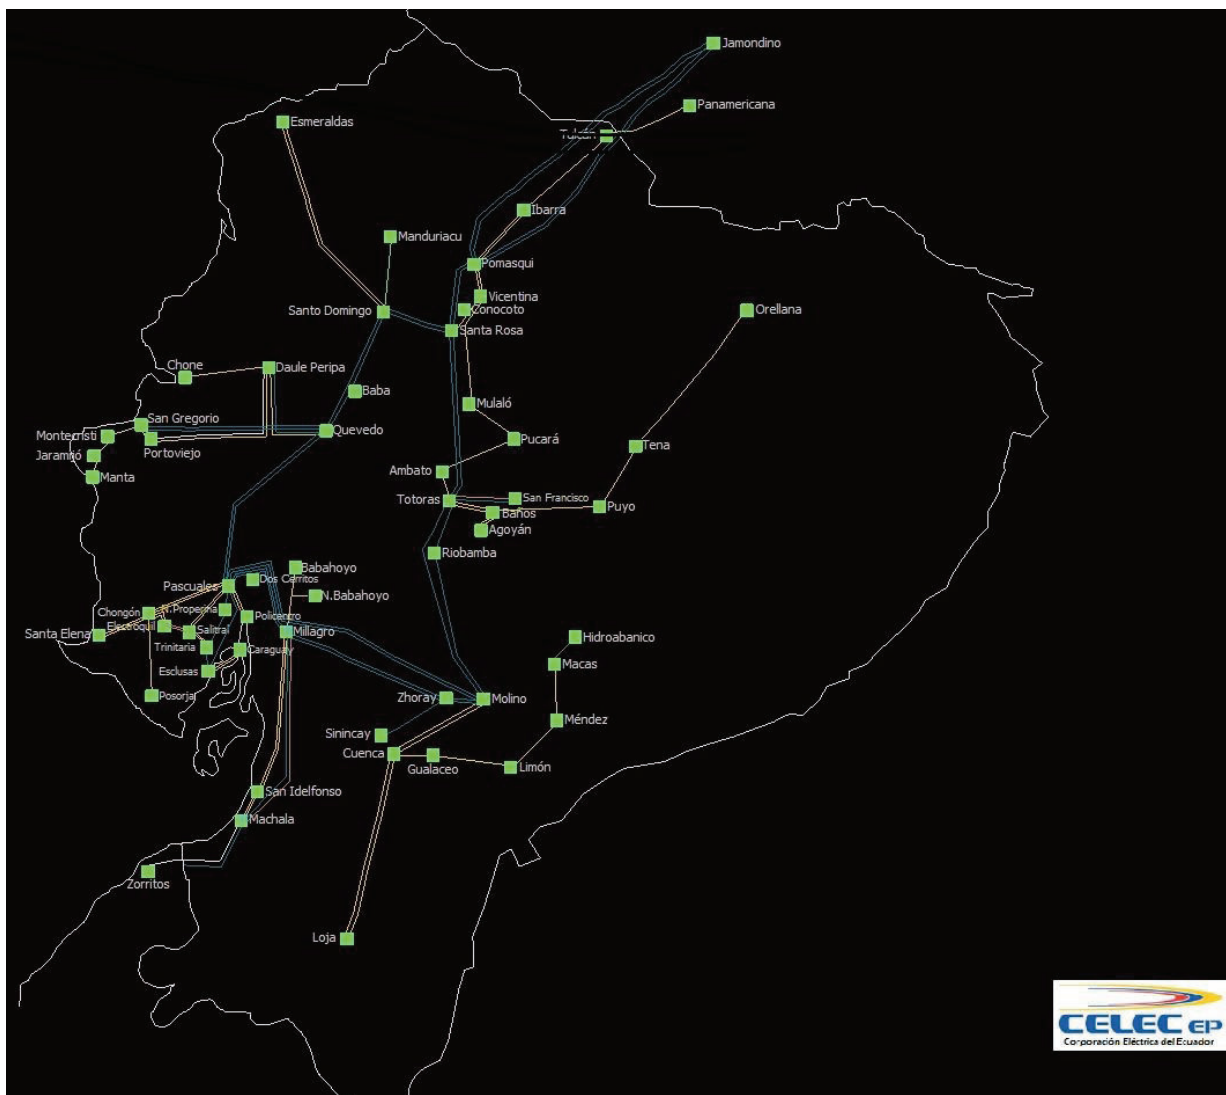 Jamondino
Panamericana
Esmeraldas
Tulcán
Ibarra
Manduriacu
Pomasqui
Vicentina
Zonocoto
Santo Domingo
Santa Rosa
Orellana
Chone
Daule Peripa
Baba
Mulaló
San Gregorio
Montecristi
Quevedo
Portoviejo
Pucará
Tena
Jaramijó
Manta
Ambato
Totoras
San Francisco
Baños
Puyo
Agoyán
Riobamba
Babahoyo
Pascuales
Dos Cerritos
N.Babahoyo
Chongón
N.Prosperina
Policentro
Electroquil
Salitral
Milagro
Santa Elena
Hidroabanico
Trinitaria
Caraguay
Macas
Esclusas
Posorja
Zhoray
Molino
Méndez
Sinincay
Cuenca
Gualaceo
Limón
San Idelfonso
Machala
Zorritos
Loja
CELEC EP
Corporación Eléctrica del Ecuador